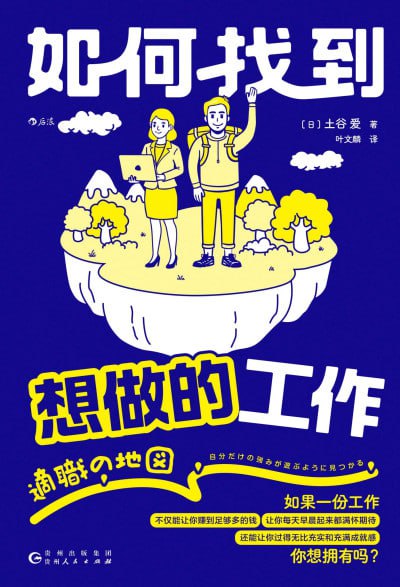 如何找到
后浪
〔日〕土谷 爱 著
叶文麟 译
想做的工作
適職の地図
自分だけの強みが遊ぶように見つかる
如果一份工作
不仅能让你赚到足够多的钱 让你每天早晨起来都满怀期待
还能让你过得无比充实和充满成就感
你想拥有吗?
贵州出版集团
贵州人民出版社